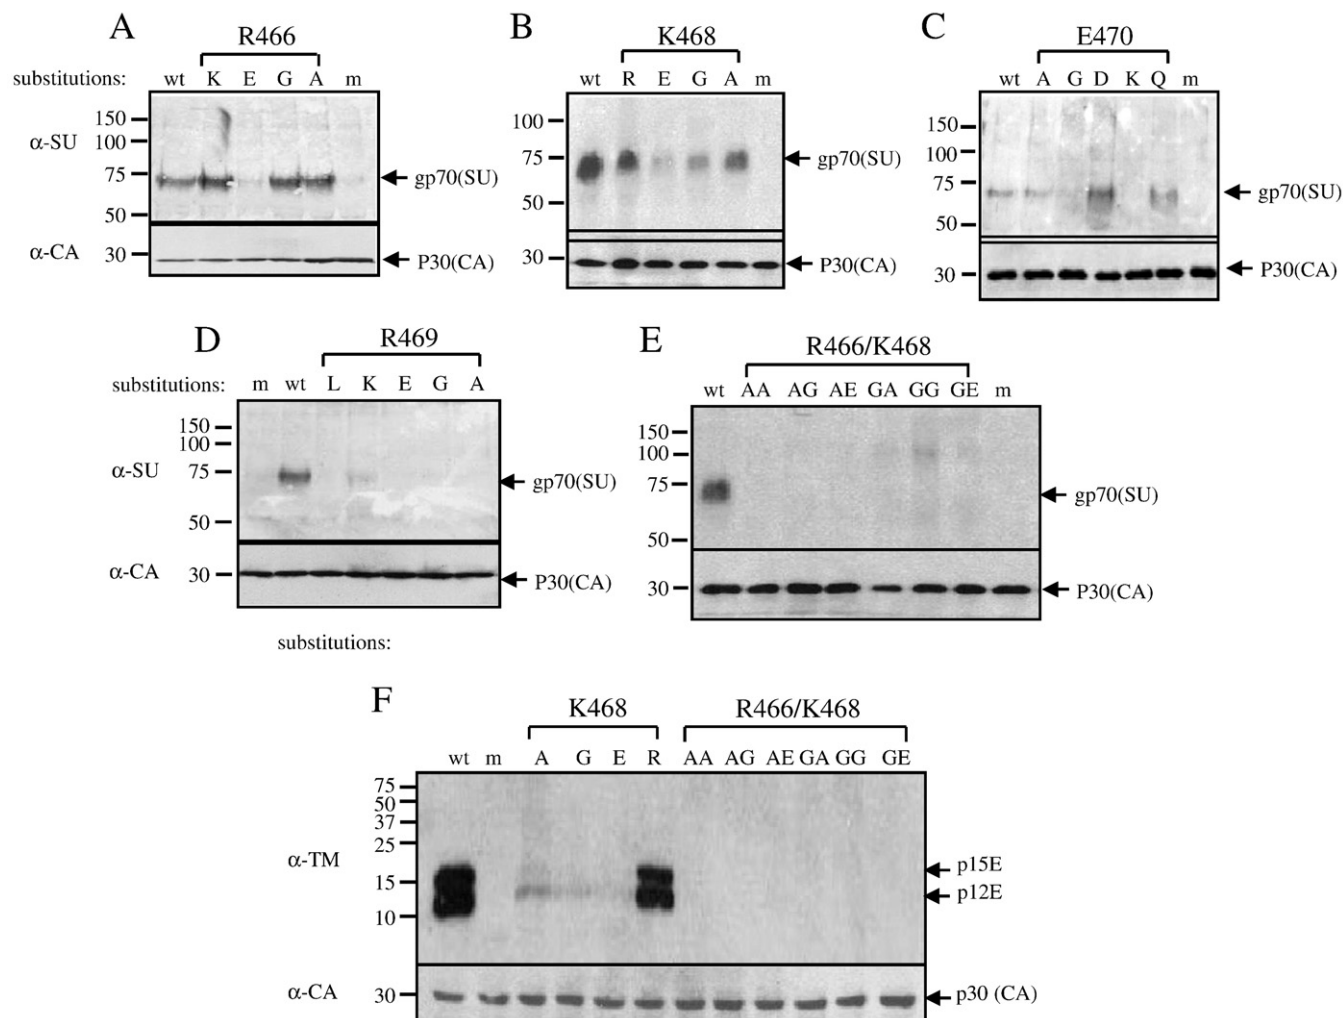 A
R466
substitutions: wt K E G A m
α-SU
150
100
75
50
gp70(SU)
α-CA
30
P30(CA)
B
K468
wt R E G A m
100
75
50
gp70(SU)
30
P30(CA)
C
E470
wt A G D K Q m
150
100
75
50
gp70(SU)
30
P30(CA)
D
R469
substitutions: m wt L K E G A
α-SU
150
100
75
50
gp70(SU)
α-CA
30
P30(CA)
substitutions:
E
R466/K468
wt AA AG AE GA GG GE m
150
100
75
50
gp70(SU)
30
P30(CA)
F
K468 R466/K468
wt m A G E R AA AG AE GA GG GE
α-TM
75
50
37
25
15
10
p15E
p12E
α-CA
30
p30 (CA)